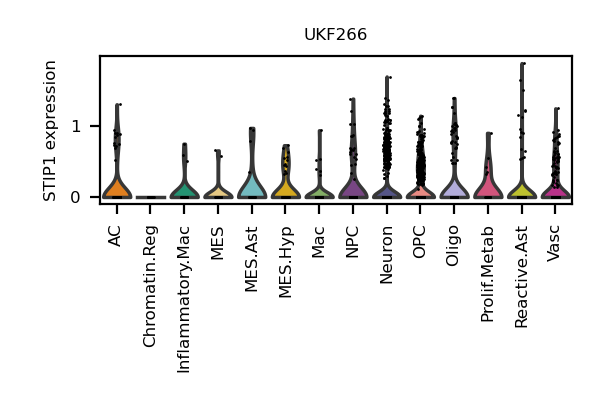 UKF266
STIP1 expression
1
0
AC
Chromatin.Reg
Inflammatory.Mac
MES
MES.Ast
MES.Hyp
Mac
NPC
Neuron
OPC
Oligo
Prolif.Metab
Reactive.Ast
Vasc